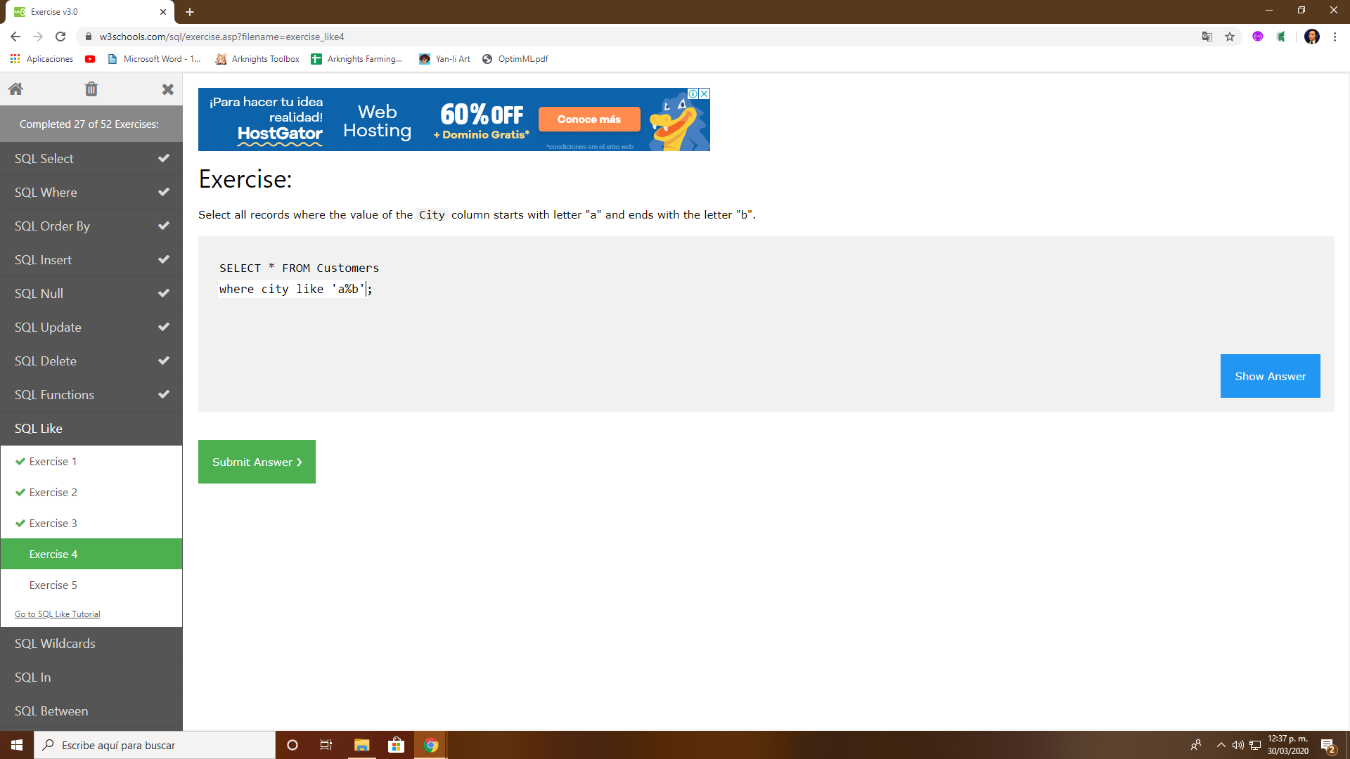 Exercise v3.0
w3schools.com/sql/exercise.asp?filename=exercise_like4
Aplicaciones
Microsoft Word - 1...
Arknights Toolbox
Arknights Farming...
Yan-li Art
OptimML.pdf
Completed 27 of 52 Exercises:
SQL Select
SQL Where
SQL Order By
SQL Insert
SQL Null
SQL Update
SQL Delete
SQL Functions
SQL Like
Exercise 1
Exercise 2
Exercise 3
Exercise 4
Exercise 5
Go to SQL Like Tutorial
SQL Wildcards
SQL In
SQL Between
¡Para hacer tu idea
realidad!
HostGator
Web
Hosting
60% OFF
+ Dominio Gratis*
Conoce más
*condiciones en el sitio web
Exercise:
Select all records where the value of the City column starts with letter "a" and ends with the letter "b".
SELECT * FROM Customers
where city like 'a%b';
Show Answer
Submit Answer ❯
Escribe aquí para buscar
12:37 p. m.
30/03/2020
2